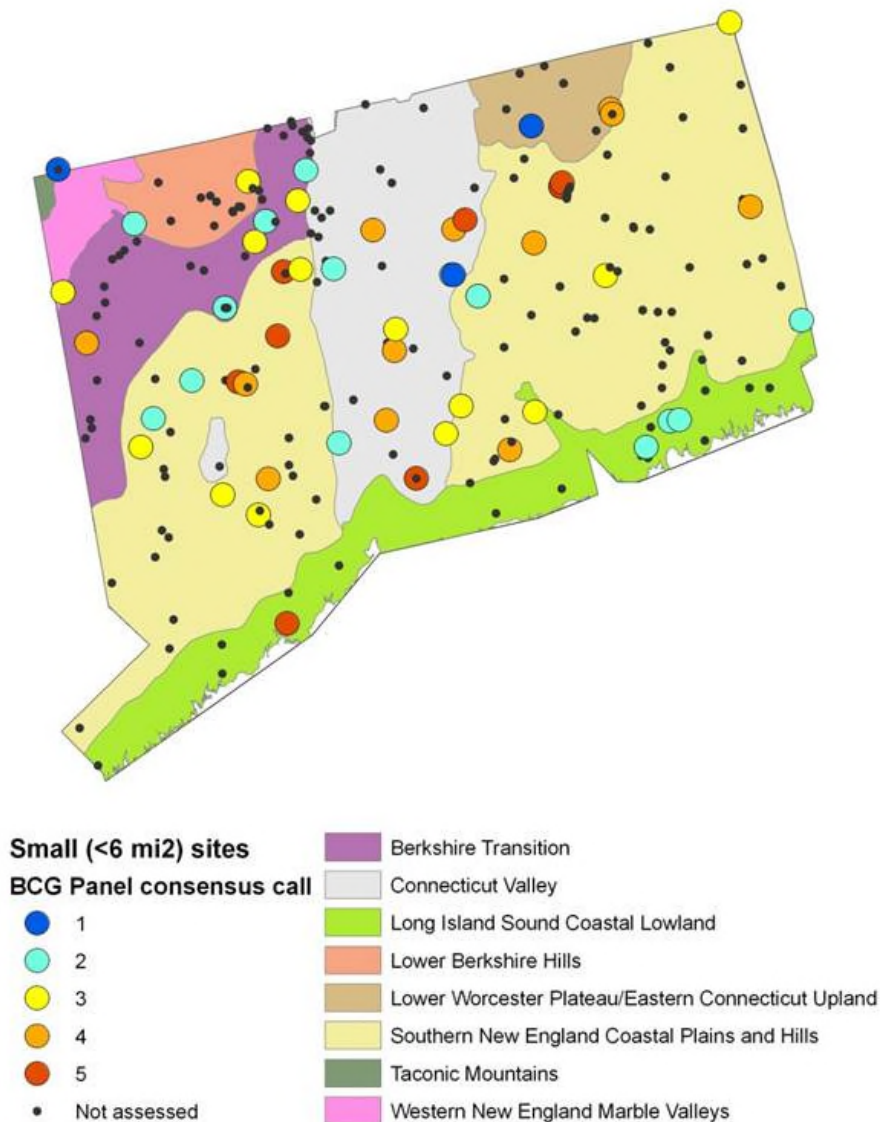 Small (<6 mi2) sites
BCG Panel consensus call
1
2
3
4
5
Not assessed
Berkshire Transition
Connecticut Valley
Long Island Sound Coastal Lowland
Lower Berkshire Hills
Lower Worcester Plateau/Eastern Connecticut Upland
Southern New England Coastal Plains and Hills
Taconic Mountains
Western New England Marble Valleys